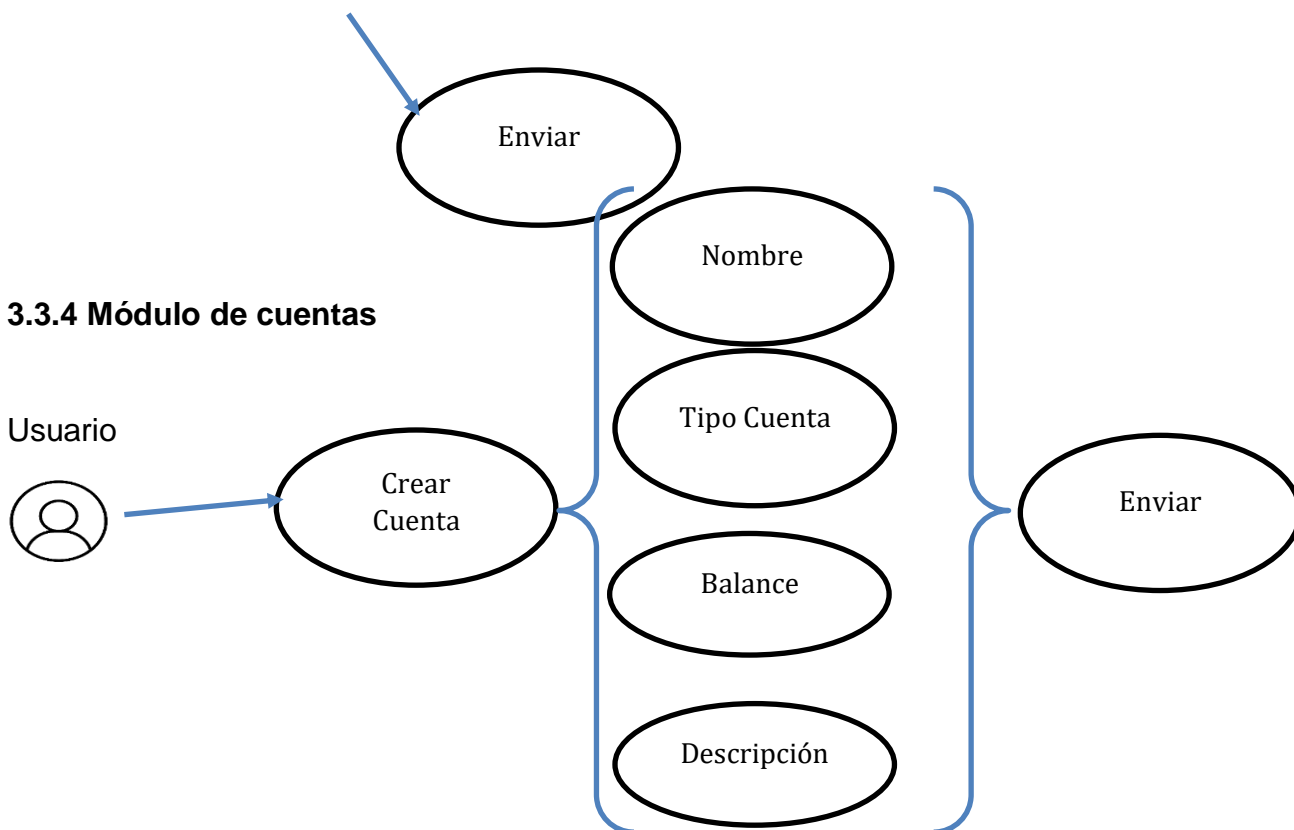 Enviar
Nombre
3.3.4 Módulo de cuentas
Tipo Cuenta
Usuario
Crear
Cuenta
Enviar
Balance
Descripción